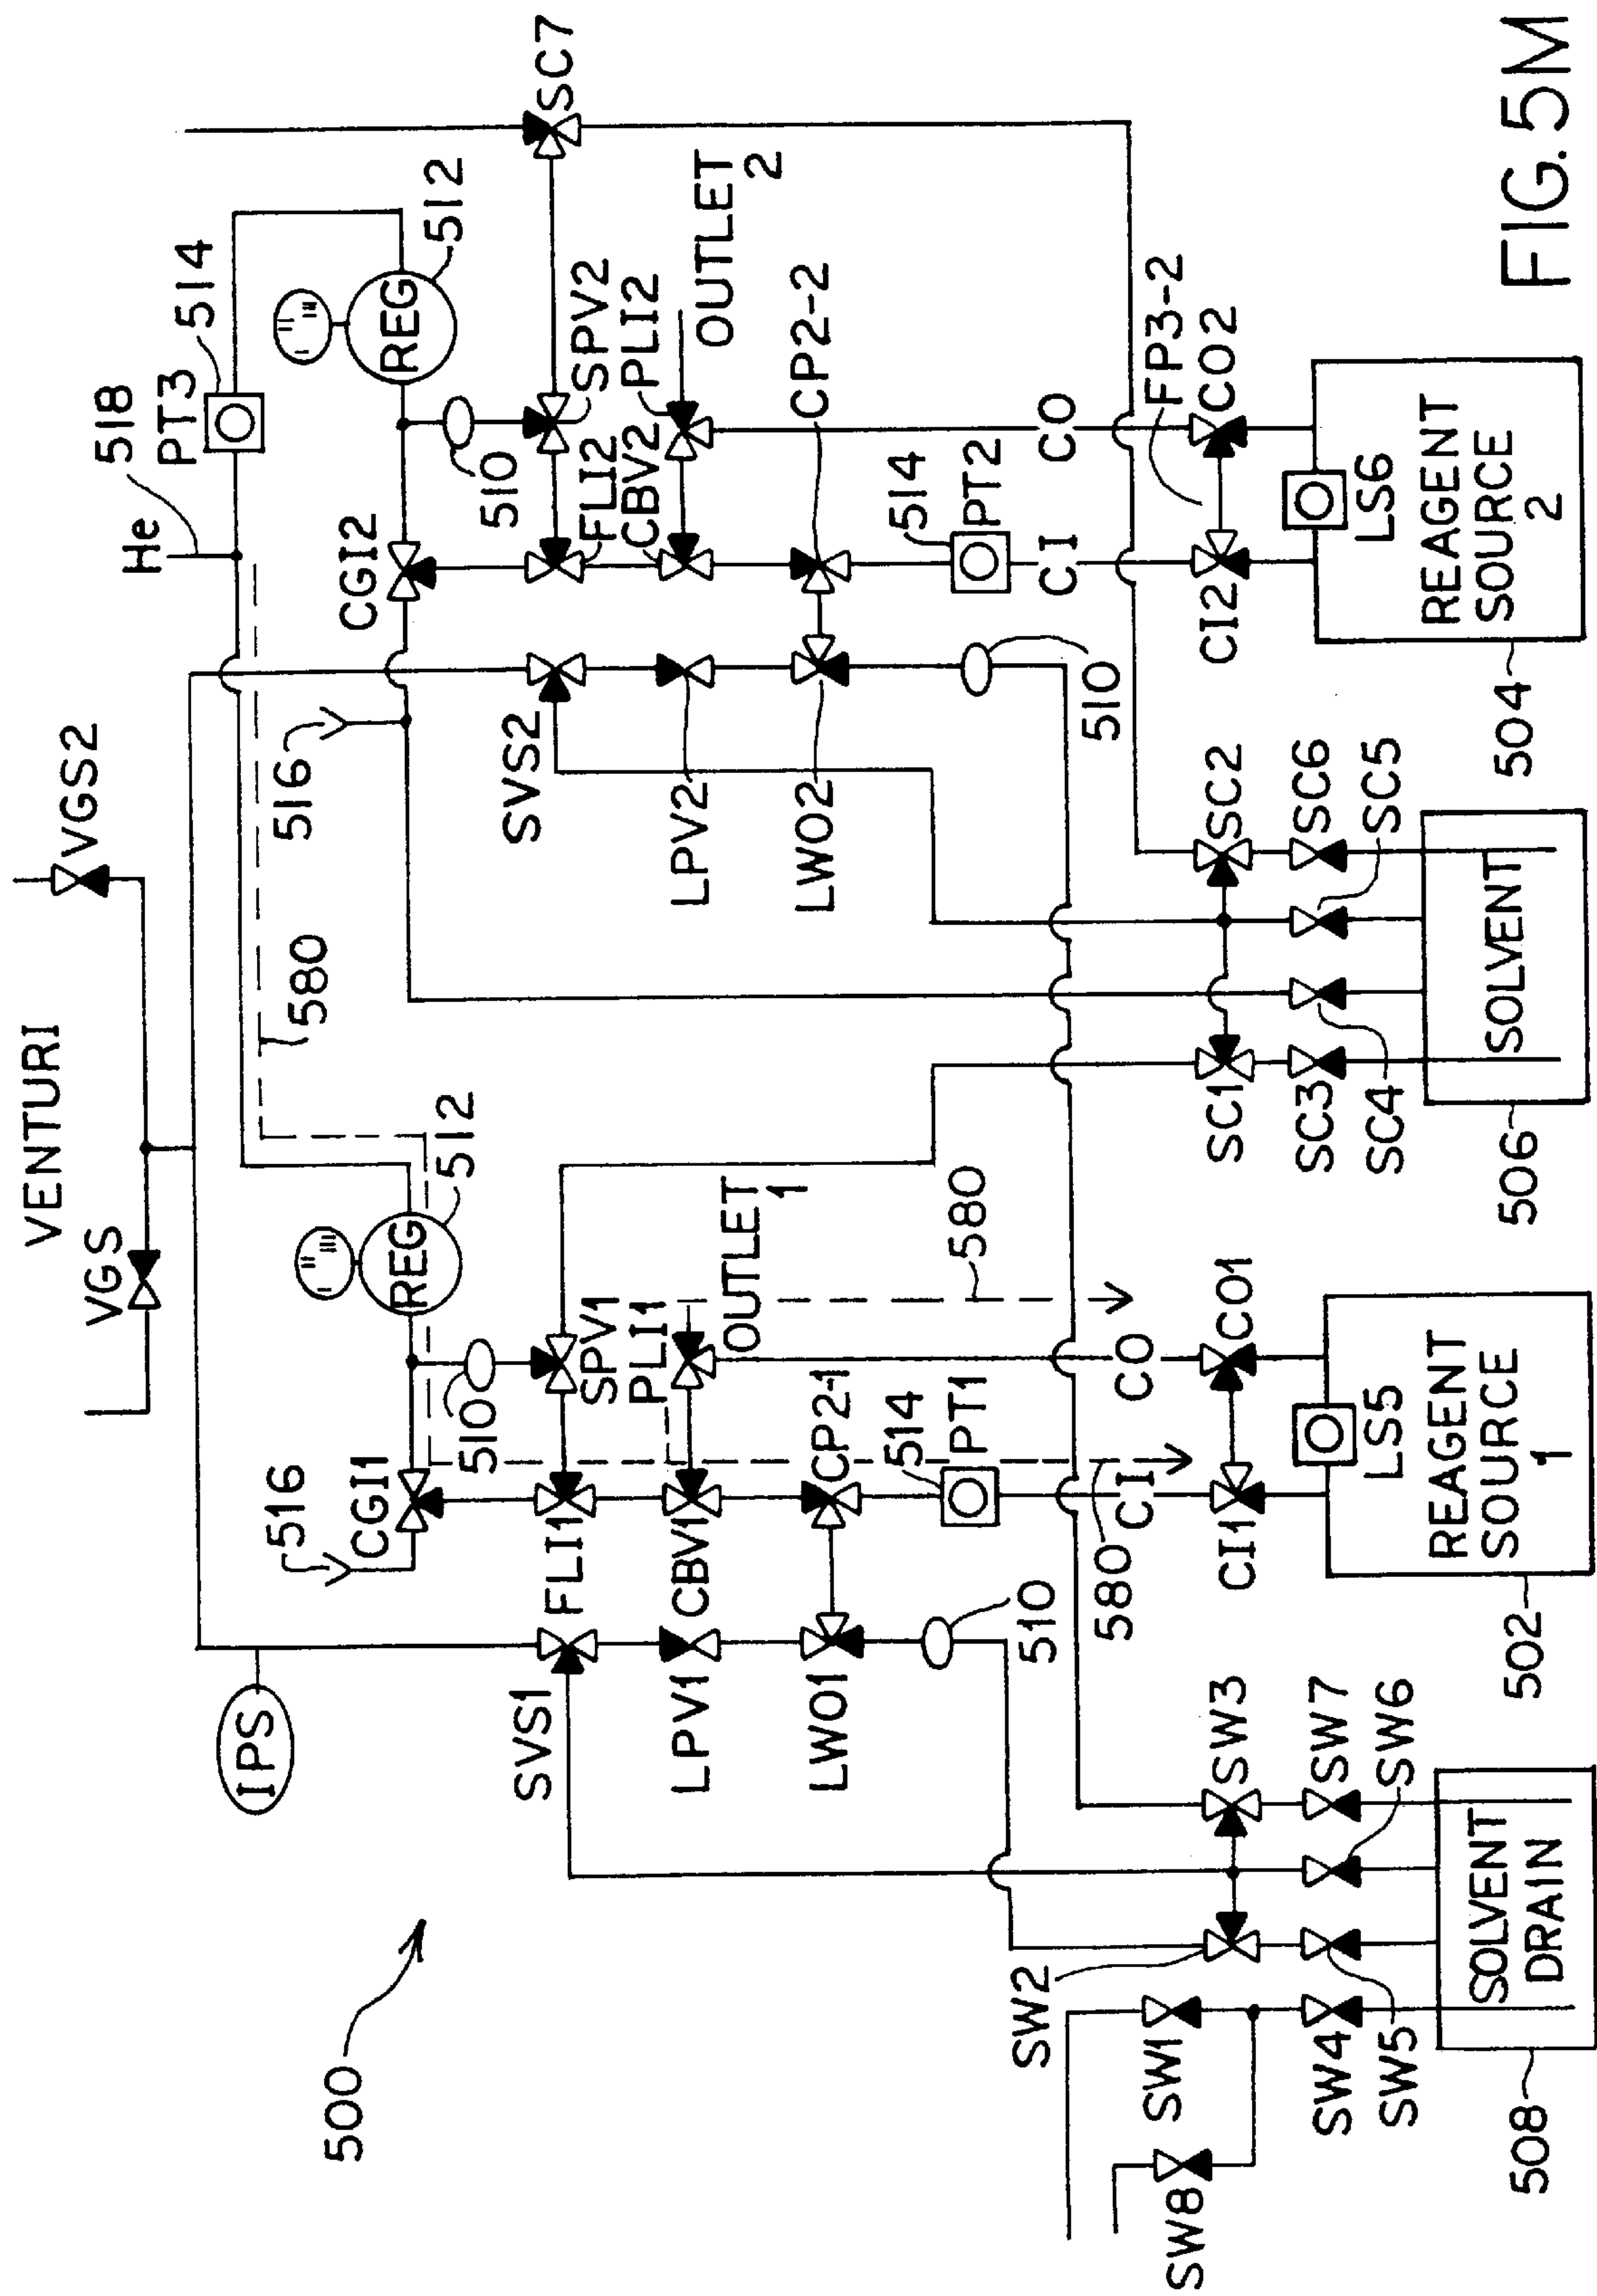 FIG. 5M
500
VENTURI
VGS
VGS2
IPS
He
518
PT3
514
580
REG
512
REG
512
516
CGI1
510
516
CGI2
510
SC7
SVS1
FLI1
SPV1
PLI1
OUTLET
1
SVS2
FLI2
CBV2
SPV2
PLI2
OUTLET
2
LPV1
CBV1
LPV2
LWO1
CP2-1
LWO2
CP2-2
514
PT1
514
PT2
510
510
580
580
CI
CO
CI
CO
FP3-2
SW2
SW3
SW1
SW8
SW7
SW6
SW4
SW5
CI1
CO1
SC1
SC2
SC6
SC5
SC3
SC4
CI2
CO2
LS5
LS6
SOLVENT
DRAIN
508
REAGENT
SOURCE
1
502
SOLVENT
506
REAGENT
SOURCE
2
504